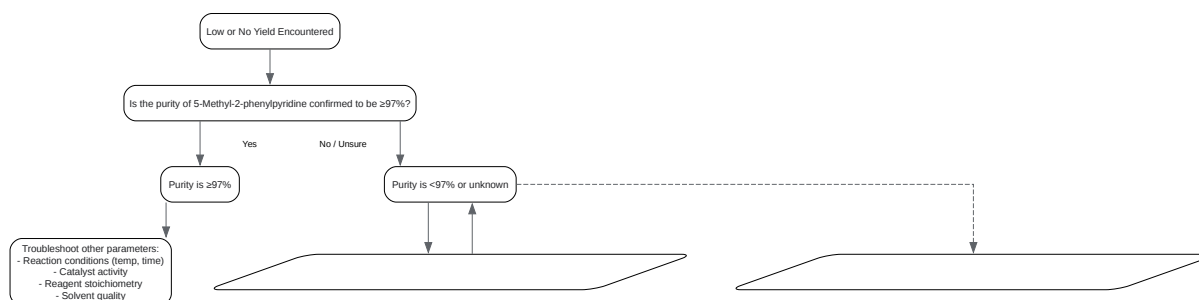 Low or No Yield Encountered
Is the purity of 5-Methyl-2-phenylpyridine confirmed to be ≥97%?
Yes
No / Unsure
Purity is ≥97%
Purity is <97% or unknown
Troubleshoot other parameters:
- Reaction conditions (temp, time)
- Catalyst activity
- Reagent stoichiometry
- Solvent quality